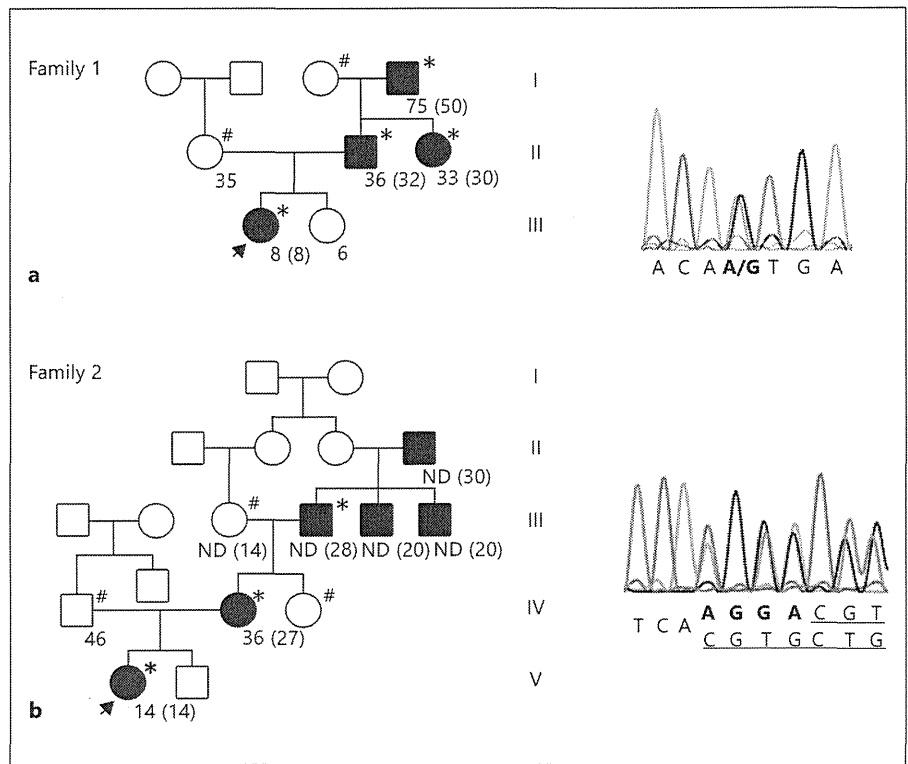 Family 1
# * I
75 (50)
# * * II
35 36 (32) 33 (30)
* III
8 (8) 6
A C A A/G T G A
a
Family 2 I
II
ND (30)
# * III
ND (14) ND (28) ND (20) ND (20)
# * # IV
46 36 (27)
T C A A G G A C G T
C G T G C T G
* V
14 (14)
b